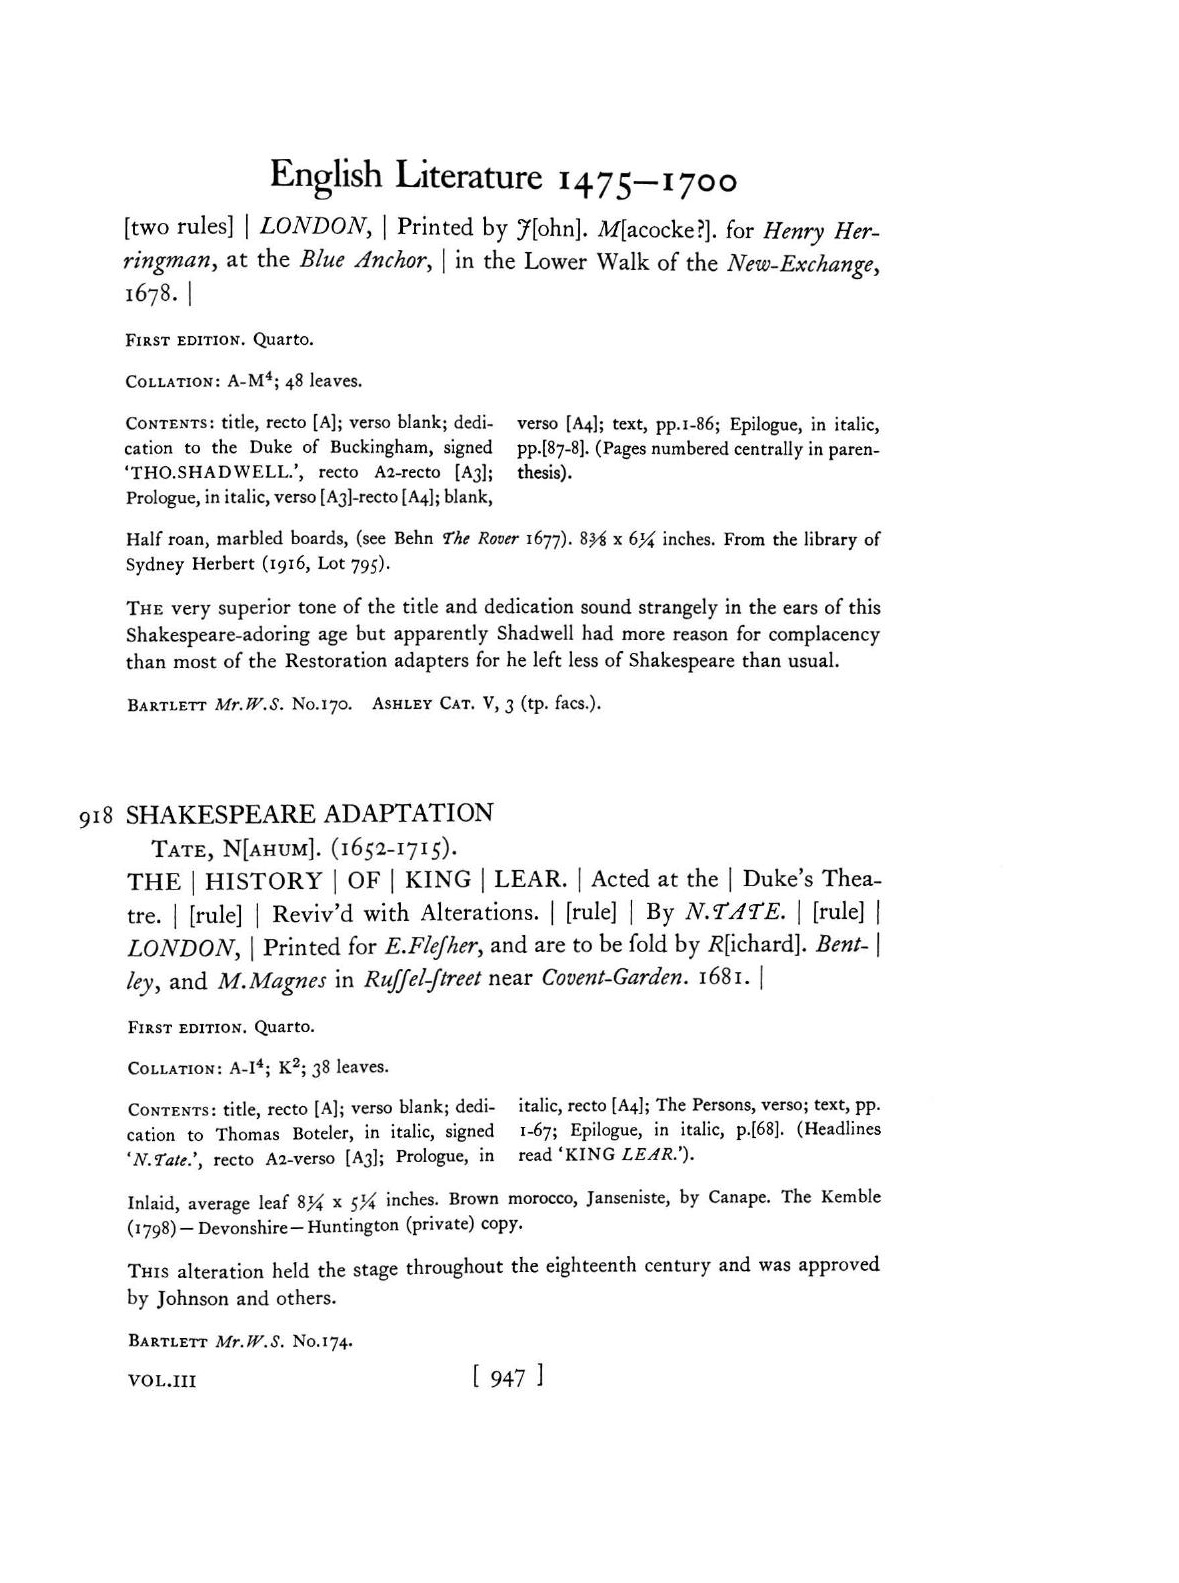 English Literature 1475–1700
[two rules] | LONDON, | Printed by J[ohn]. M[acocke?]. for Henry Her-
ringman, at the Blue Anchor, | in the Lower Walk of the New-Exchange,
1678. |
FIRST EDITION. Quarto.
COLLATION: A-M⁴; 48 leaves.
CONTENTS: title, recto [A]; verso blank; dedi-
cation to the Duke of Buckingham, signed
‘THO.SHADWELL.’, recto A2-recto [A3];
Prologue, in italic, verso [A3]-recto [A4]; blank,
verso [A4]; text, pp.1-86; Epilogue, in italic,
pp.[87-8]. (Pages numbered centrally in paren-
thesis).
Half roan, marbled boards, (see Behn The Rover 1677). 8⅜ x 6¼ inches. From the library of
Sydney Herbert (1916, Lot 795).
THE very superior tone of the title and dedication sound strangely in the ears of this
Shakespeare-adoring age but apparently Shadwell had more reason for complacency
than most of the Restoration adapters for he left less of Shakespeare than usual.
BARTLETT Mr.W.S. No.170. ASHLEY CAT. V, 3 (tp. facs.).
918 SHAKESPEARE ADAPTATION
TATE, N[AHUM]. (1652-1715).
THE | HISTORY | OF | KING | LEAR. | Acted at the | Duke's Thea-
tre. | [rule] | Reviv'd with Alterations. | [rule] | By N.TATE. | [rule] |
LONDON, | Printed for E.Fleſher, and are to be ſold by R[ichard]. Bent- |
ley, and M.Magnes in Ruſſel-ſtreet near Covent-Garden. 1681. |
FIRST EDITION. Quarto.
COLLATION: A-I⁴; K²; 38 leaves.
CONTENTS: title, recto [A]; verso blank; dedi-
cation to Thomas Boteler, in italic, signed
‘N.Tate.’, recto A2-verso [A3]; Prologue, in
italic, recto [A4]; The Persons, verso; text, pp.
1-67; Epilogue, in italic, p.[68]. (Headlines
read ‘KING LEAR.’).
Inlaid, average leaf 8¼ x 5¼ inches. Brown morocco, Janseniste, by Canape. The Kemble
(1798)—Devonshire—Huntington (private) copy.
THIS alteration held the stage throughout the eighteenth century and was approved
by Johnson and others.
BARTLETT Mr.W.S. No.174.
VOL.III [ 947 ]